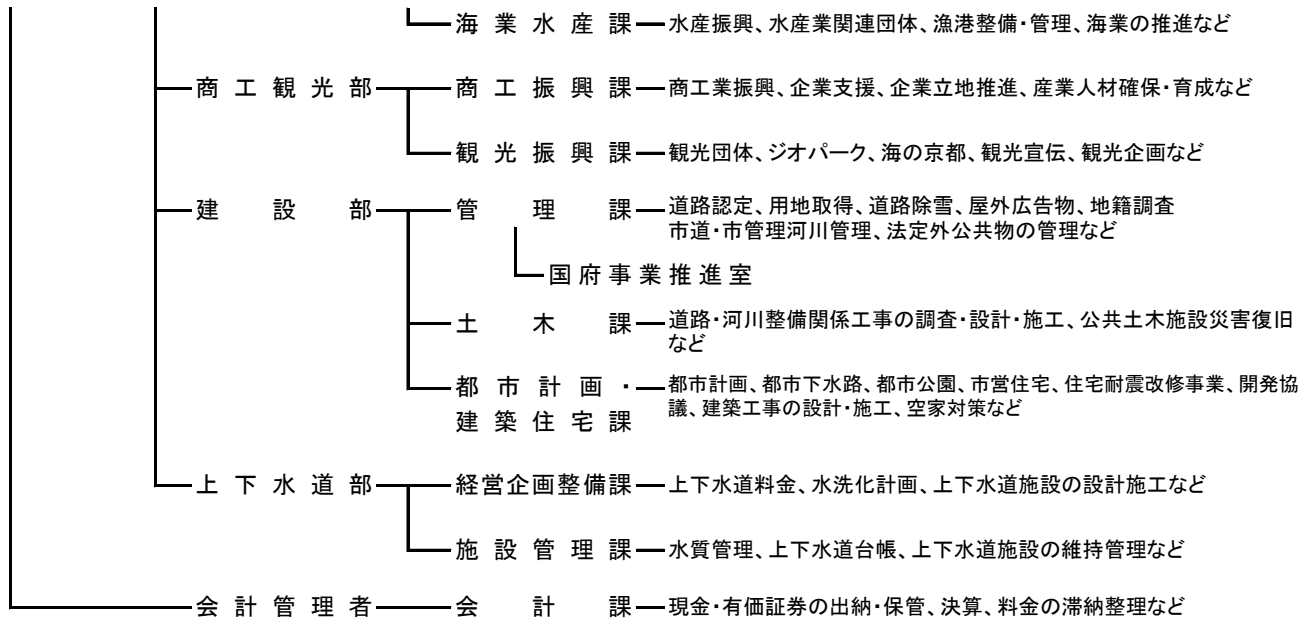 海業水産課 水産振興、水産業関連団体、漁港整備・管理、海業の推進など
商工観光部 商工振興課 商工業振興、企業支援、企業立地推進、産業人材確保・育成など
観光振興課 観光団体、ジオパーク、海の京都、観光宣伝、観光企画など
建設部 管理課 道路認定、用地取得、道路除雪、屋外広告物、地籍調査
市道・市管理河川管理、法定外公共物の管理など
国府事業推進室
土木課 道路・河川整備関係工事の調査・設計・施工、公共土木施設災害復旧
など
都市計画・ 都市計画、都市下水路、都市公園、市営住宅、住宅耐震改修事業、開発協
建築住宅課 議、建築工事の設計・施工、空家対策など
上下水道部 経営企画整備課 上下水道料金、水洗化計画、上下水道施設の設計施工など
施設管理課 水質管理、上下水道台帳、上下水道施設の維持管理など
会計管理者 会計課 現金・有価証券の出納・保管、決算、料金の滞納整理など